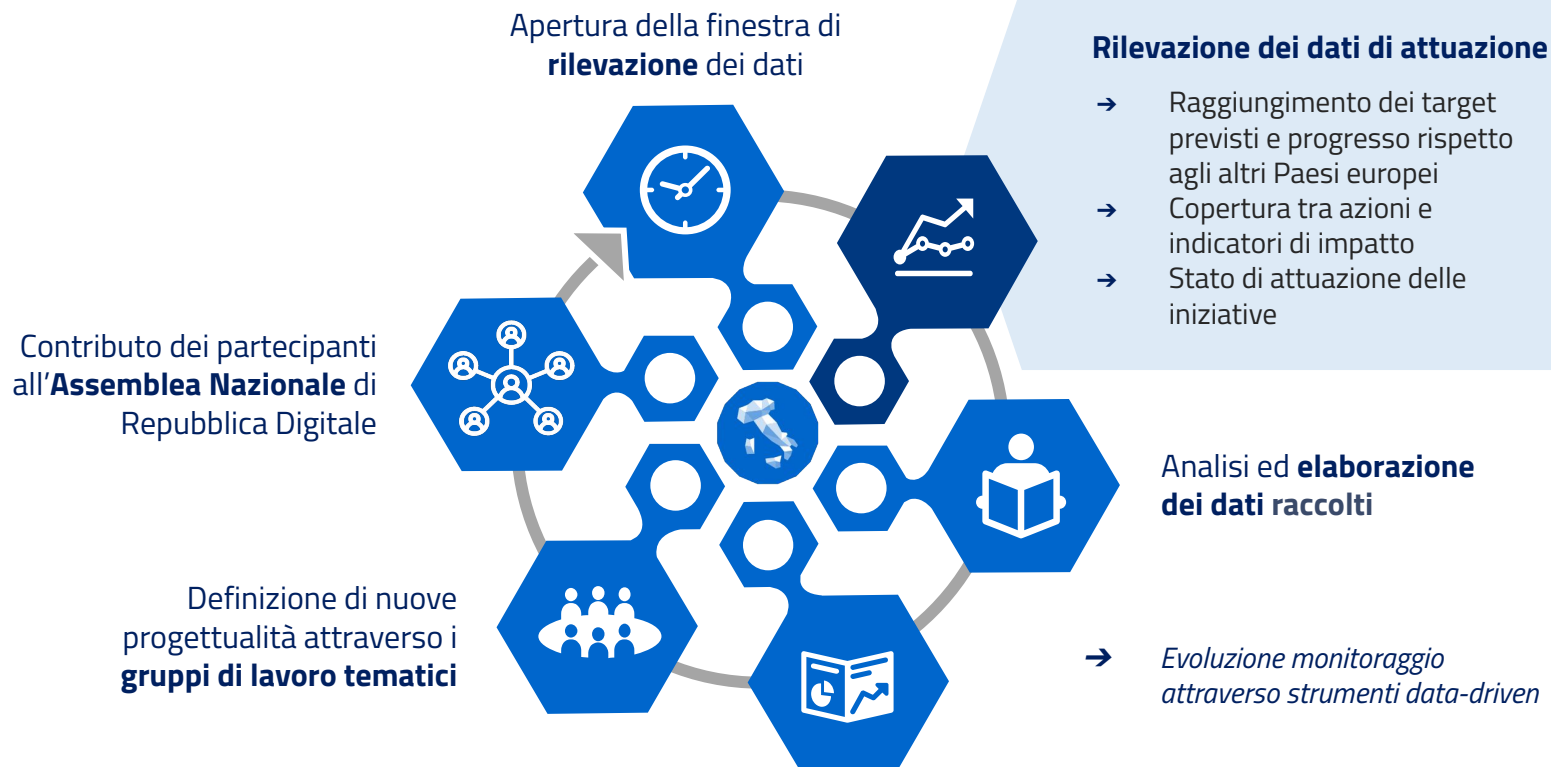 Apertura della finestra di
rilevazione dei dati
Rilevazione dei dati di attuazione
➔ Raggiungimento dei target
previsti e progresso rispetto
agli altri Paesi europei
➔ Copertura tra azioni e
indicatori di impatto
➔ Stato di attuazione delle
iniziative
Contributo dei partecipanti
all'Assemblea Nazionale di
Repubblica Digitale
Analisi ed elaborazione
dei dati raccolti
Definizione di nuove
progettualità attraverso i
gruppi di lavoro tematici
➔ Evoluzione monitoraggio
attraverso strumenti data-driven